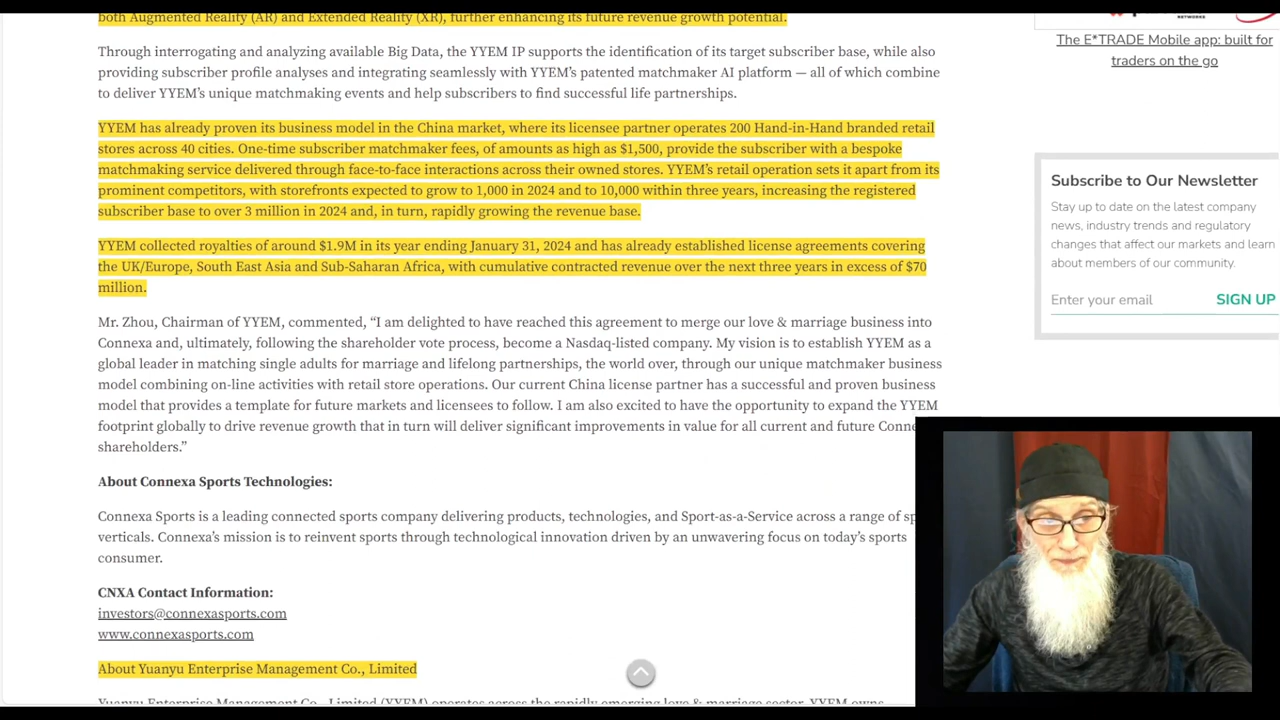 both Augmented Reality (AR) and Extended Reality (XR), further enhancing its future revenue growth potential.
Through interrogating and analyzing available Big Data, the YYEM IP supports the identification of its target subscriber base, while also
providing subscriber profile analyses and integrating seamlessly with YYEM's patented matchmaker AI platform — all of which combine
to deliver YYEM's unique matchmaking events and help subscribers to find successful life partnerships.
YYEM has already proven its business model in the China market, where its licensee partner operates 200 Hand-in-Hand branded retail
stores across 40 cities. One-time subscriber matchmaker fees, of amounts as high as $1,500, provide the subscriber with a bespoke
matchmaking service delivered through face-to-face interactions across their owned stores. YYEM's retail operation sets it apart from its
prominent competitors, with storefronts expected to grow to 1,000 in 2024 and to 10,000 within three years, increasing the registered
subscriber base to over 3 million in 2024 and, in turn, rapidly growing the revenue base.
YYEM collected royalties of around $1.9M in its year ending January 31, 2024 and has already established license agreements covering
the UK/Europe, South East Asia and Sub-Saharan Africa, with cumulative contracted revenue over the next three years in excess of $70
million.
Mr. Zhou, Chairman of YYEM, commented, “I am delighted to have reached this agreement to merge our love & marriage business into
Connexa and, ultimately, following the shareholder vote process, become a Nasdaq-listed company. My vision is to establish YYEM as a
global leader in matching single adults for marriage and lifelong partnerships, the world over, through our unique matchmaker business
model combining on-line activities with retail store operations. Our current China license partner has a successful and proven business
model that provides a template for future markets and licensees to follow. I am also excited to have the opportunity to expand the YYEM
footprint globally to drive revenue growth that in turn will deliver significant improvements in value for all current and future Conne
shareholders.”
About Connexa Sports Technologies:
Connexa Sports is a leading connected sports company delivering products, technologies, and Sport-as-a-Service across a range of sp
verticals. Connexa's mission is to reinvent sports through technological innovation driven by an unwavering focus on today's sports
consumer.
CNXA Contact Information:
investors@connexasports.com
www.connexasports.com
About Yuanyu Enterprise Management Co., Limited
Yuanyu Enterprise Management Co., Limited (YYEM) operates across the rapidly emerging love & marriage sector. YYEM owns
NETWORKS
The E*TRADE Mobile app: built for
traders on the go
Subscribe to Our Newsletter
Stay up to date on the latest company
news, industry trends and regulatory
changes that affect our markets and learn
about members of our community.
Enter your email SIGN UP